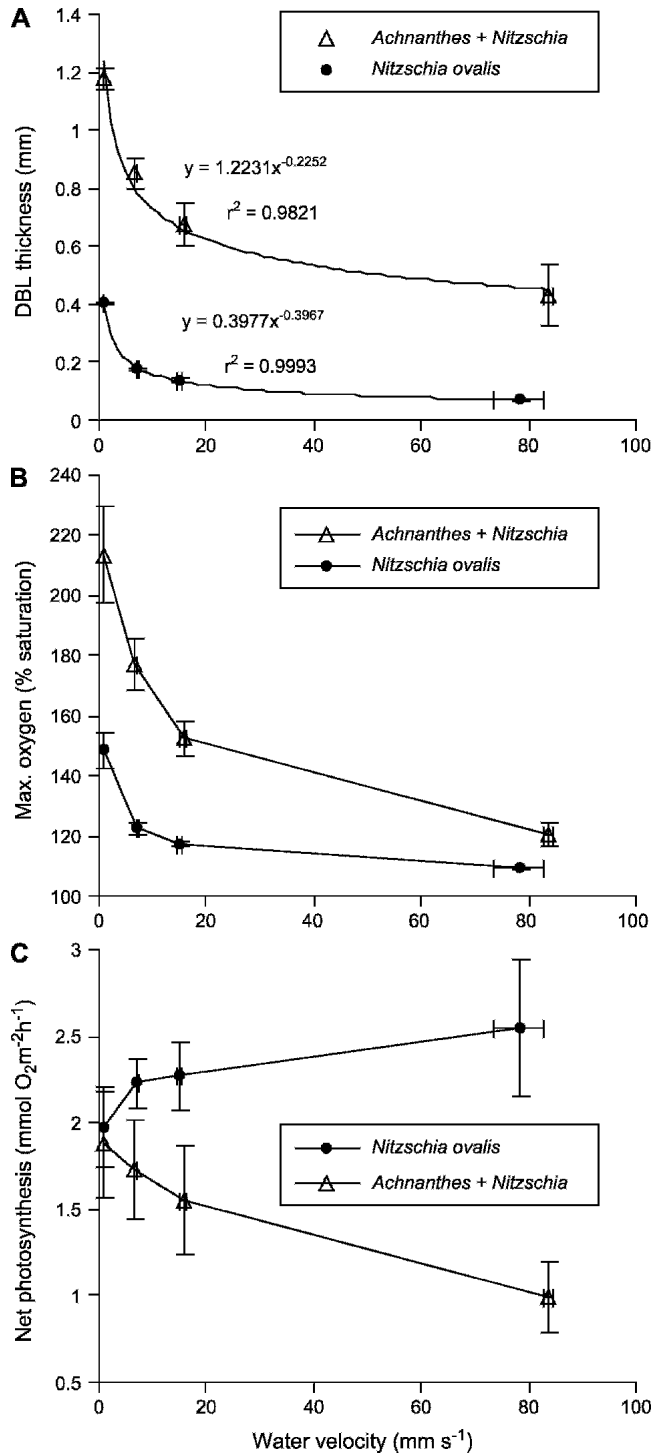 A
Achnanthes + Nitzschia
Nitzschia ovalis
1.4
1.2
1
0.8
0.6
0.4
0.2
0
DBL thickness (mm)
y = 1.2231x^-0.2252
r² = 0.9821
y = 0.3977x^-0.3967
r² = 0.9993
0 20 40 60 80 100
B
Achnanthes + Nitzschia
Nitzschia ovalis
240
220
200
180
160
140
120
100
Max. oxygen (% saturation)
0 20 40 60 80 100
C
Nitzschia ovalis
Achnanthes + Nitzschia
3
2.5
2
1.5
1
0.5
Net photosynthesis (mmol O₂m⁻²h⁻¹)
0 20 40 60 80 100
Water velocity (mm s⁻¹)